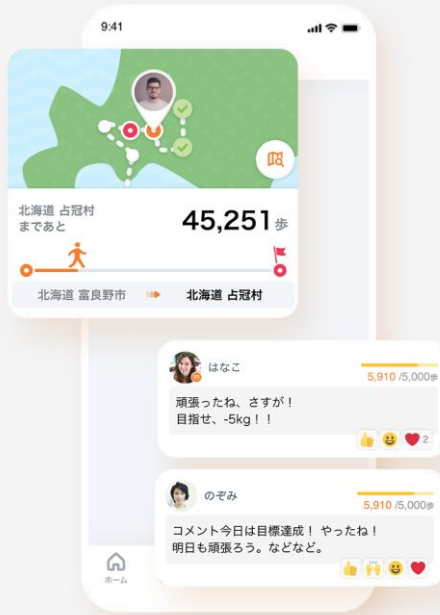 9:41
北海道 占冠村
まであと
45,251歩
北海道 富良野市
北海道 占冠村
はなこ
5,910 /5,000歩
頑張ったね、さすが！
目指せ、-5kg！！
2
のぞみ
5,910 /5,000歩
コメント今日は目標達成！ やったね！
明日も頑張ろう。などなど。
ホーム